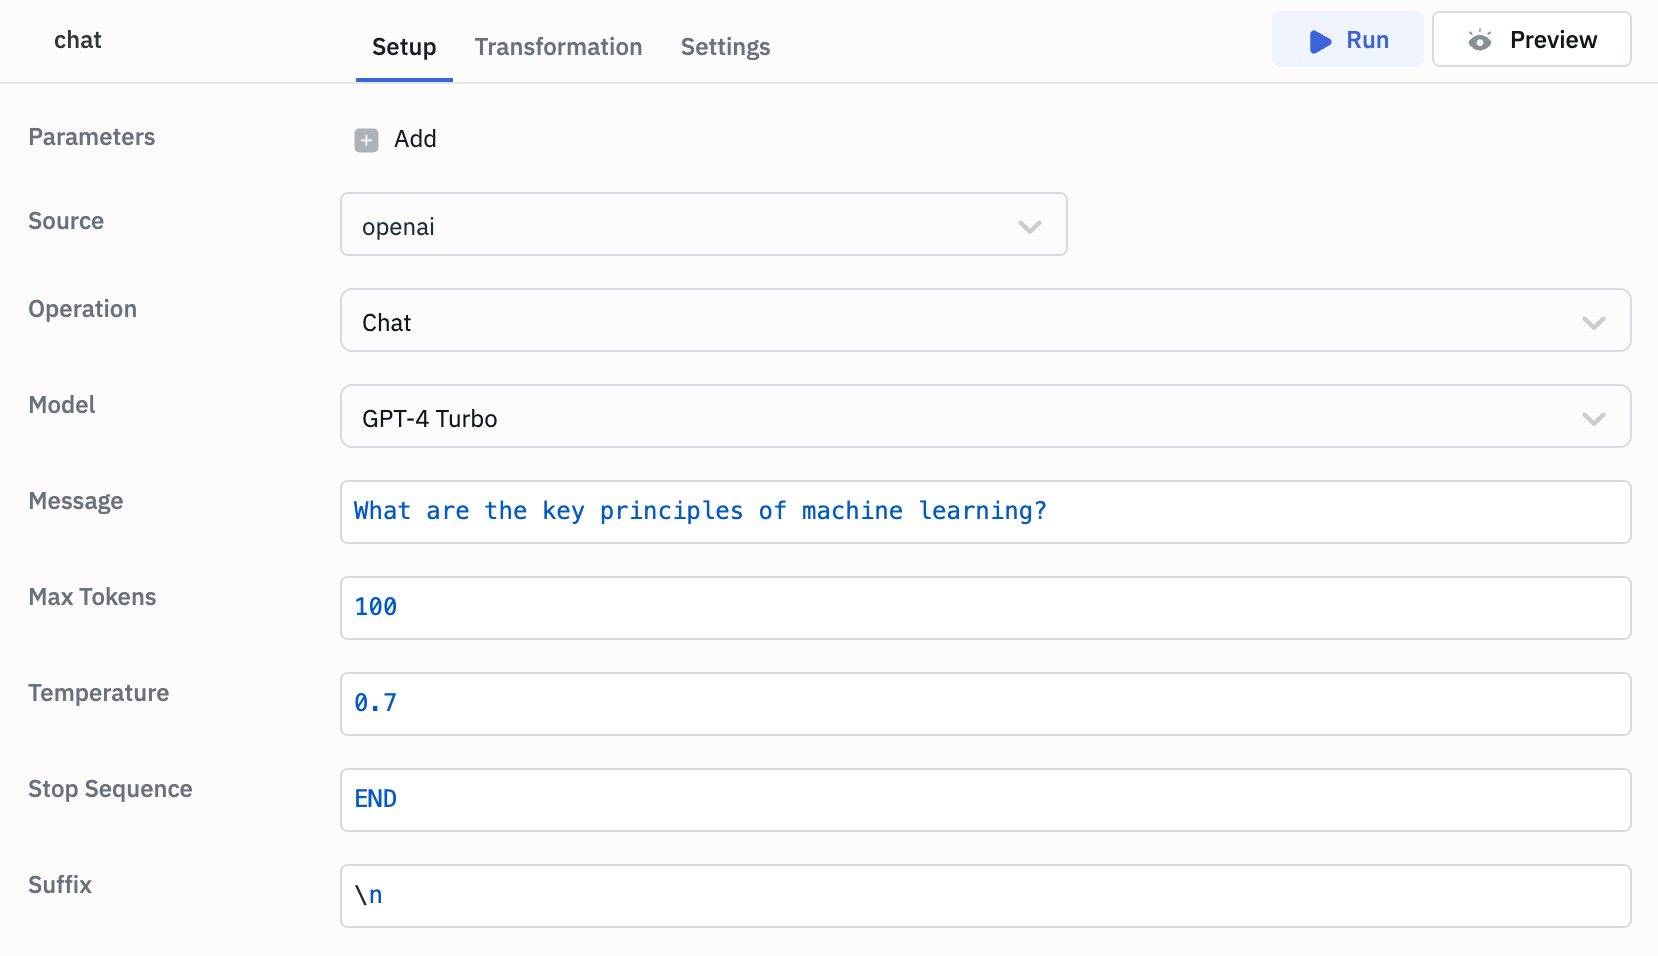 chat
Setup
Transformation
Settings
Run
Preview
Parameters
Add
Source
openai
Operation
Chat
Model
GPT-4 Turbo
Message
What are the key principles of machine learning?
Max Tokens
100
Temperature
0.7
Stop Sequence
END
Suffix
\n